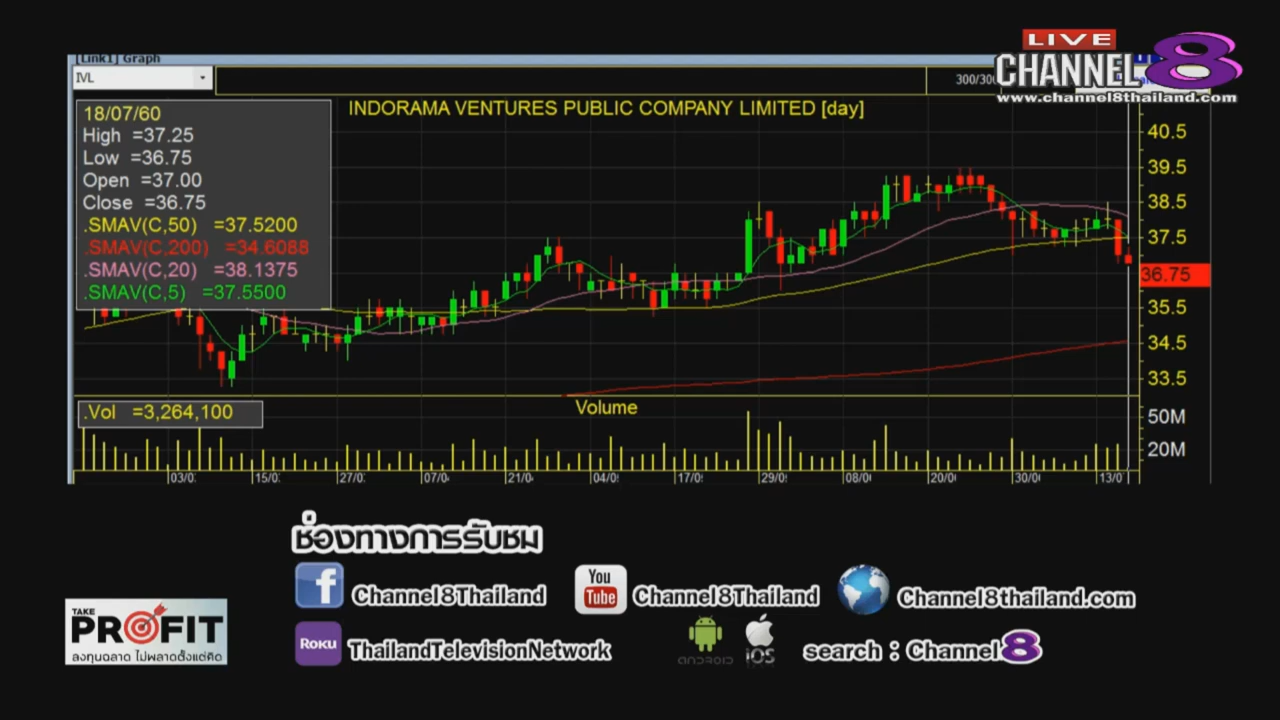 [Link1] Graph
LIVE
CHANNEL 8
www.channel8thailand.com
IVL
300/300
18/07/60
High =37.25
Low =36.75
Open =37.00
Close =36.75
.SMAV(C,50) =37.5200
.SMAV(C,200) =34.6088
.SMAV(C,20) =38.1375
.SMAV(C,5) =37.5500
INDORAMA VENTURES PUBLIC COMPANY LIMITED [day]
40.5
39.5
38.5
37.5
36.75
35.5
34.5
33.5
.Vol =3,264,100
Volume
50M
20M
03/0 15/0 27/0 07/0 21/0 04/0 17/0 29/0 08/0 20/0 30/0 13/0
ช่องทางการรับชม
f Channel8Thailand
You Tube Channel8Thailand
Channel8thailand.com
TAKE
PROFIT
ลงทุนฉลาด ไม่พลาดตั้งแต่คิด
Roku ThailandTelevisionNetwork
ANDROID iOS
search : Channel8